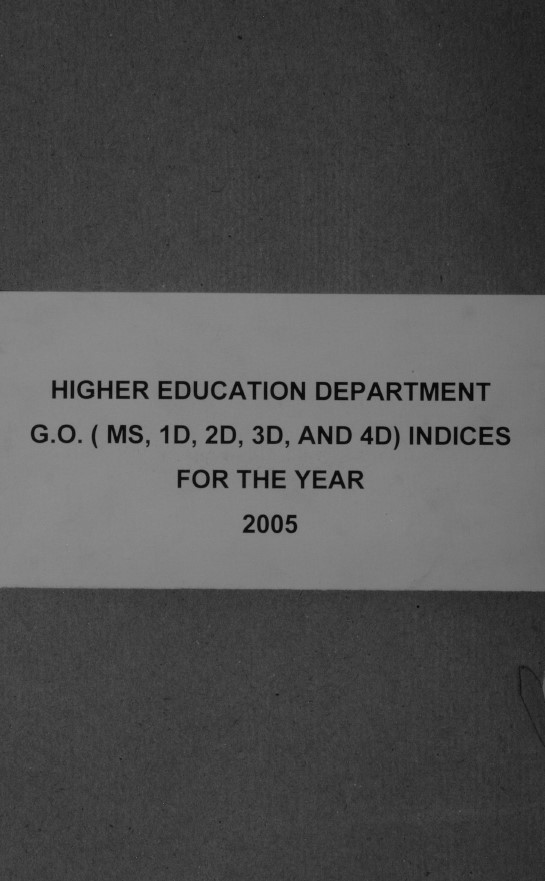 HIGHER EDUCATION DEPARTMENT
G.O. ( MS, 1D, 2D, 3D, AND 4D) INDICES
FOR THE YEAR
2005